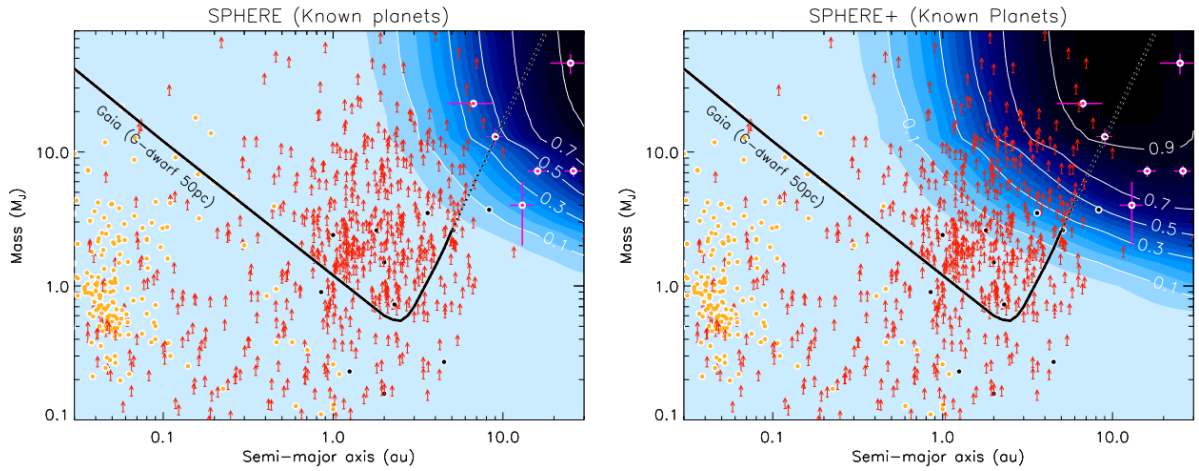 SPHERE (Known planets)
10.0
1.0
0.1
Mass (MJ)
Gaia (G-dwarf 50pc)
0.7
0.5
0.3
0.1
0.1
1.0
10.0
Semi-major axis (au)
SPHERE+ (Known Planets)
10.0
1.0
0.1
Mass (MJ)
Gaia (G-dwarf 50pc)
0.1
0.9
0.7
0.5
0.3
0.1
0.1
1.0
10.0
Semi-major axis (au)